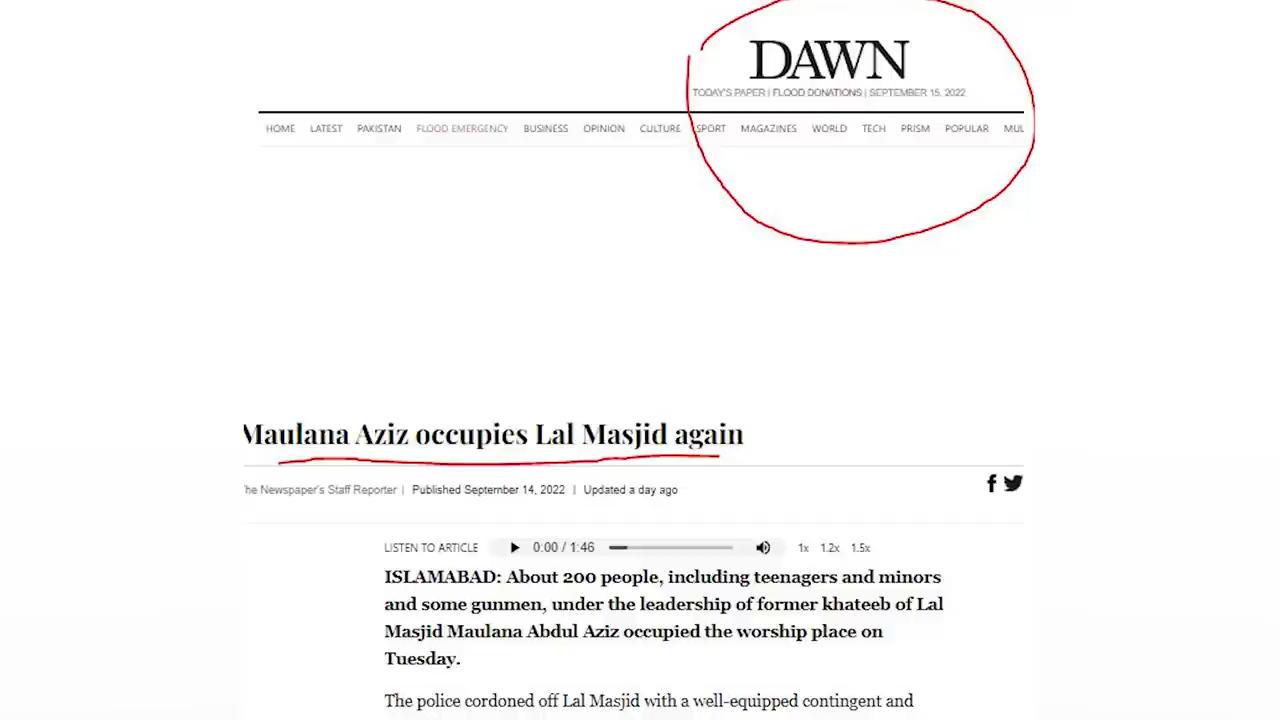 DAWN
TODAY'S PAPER | FLOOD DONATIONS | SEPTEMBER 15, 2022
HOME LATEST PAKISTAN FLOOD EMERGENCY BUSINESS OPINION CULTURE SPORT MAGAZINES WORLD TECH PRISM POPULAR MUL
Maulana Aziz occupies Lal Masjid again
The Newspaper's Staff Reporter | Published September 14, 2022 | Updated a day ago
LISTEN TO ARTICLE 0:00 / 1:46 1x 1.2x 1.5x
ISLAMABAD: About 200 people, including teenagers and minors
and some gunmen, under the leadership of former khateeb of Lal
Masjid Maulana Abdul Aziz occupied the worship place on
Tuesday.
The police cordoned off Lal Masjid with a well-equipped contingent and